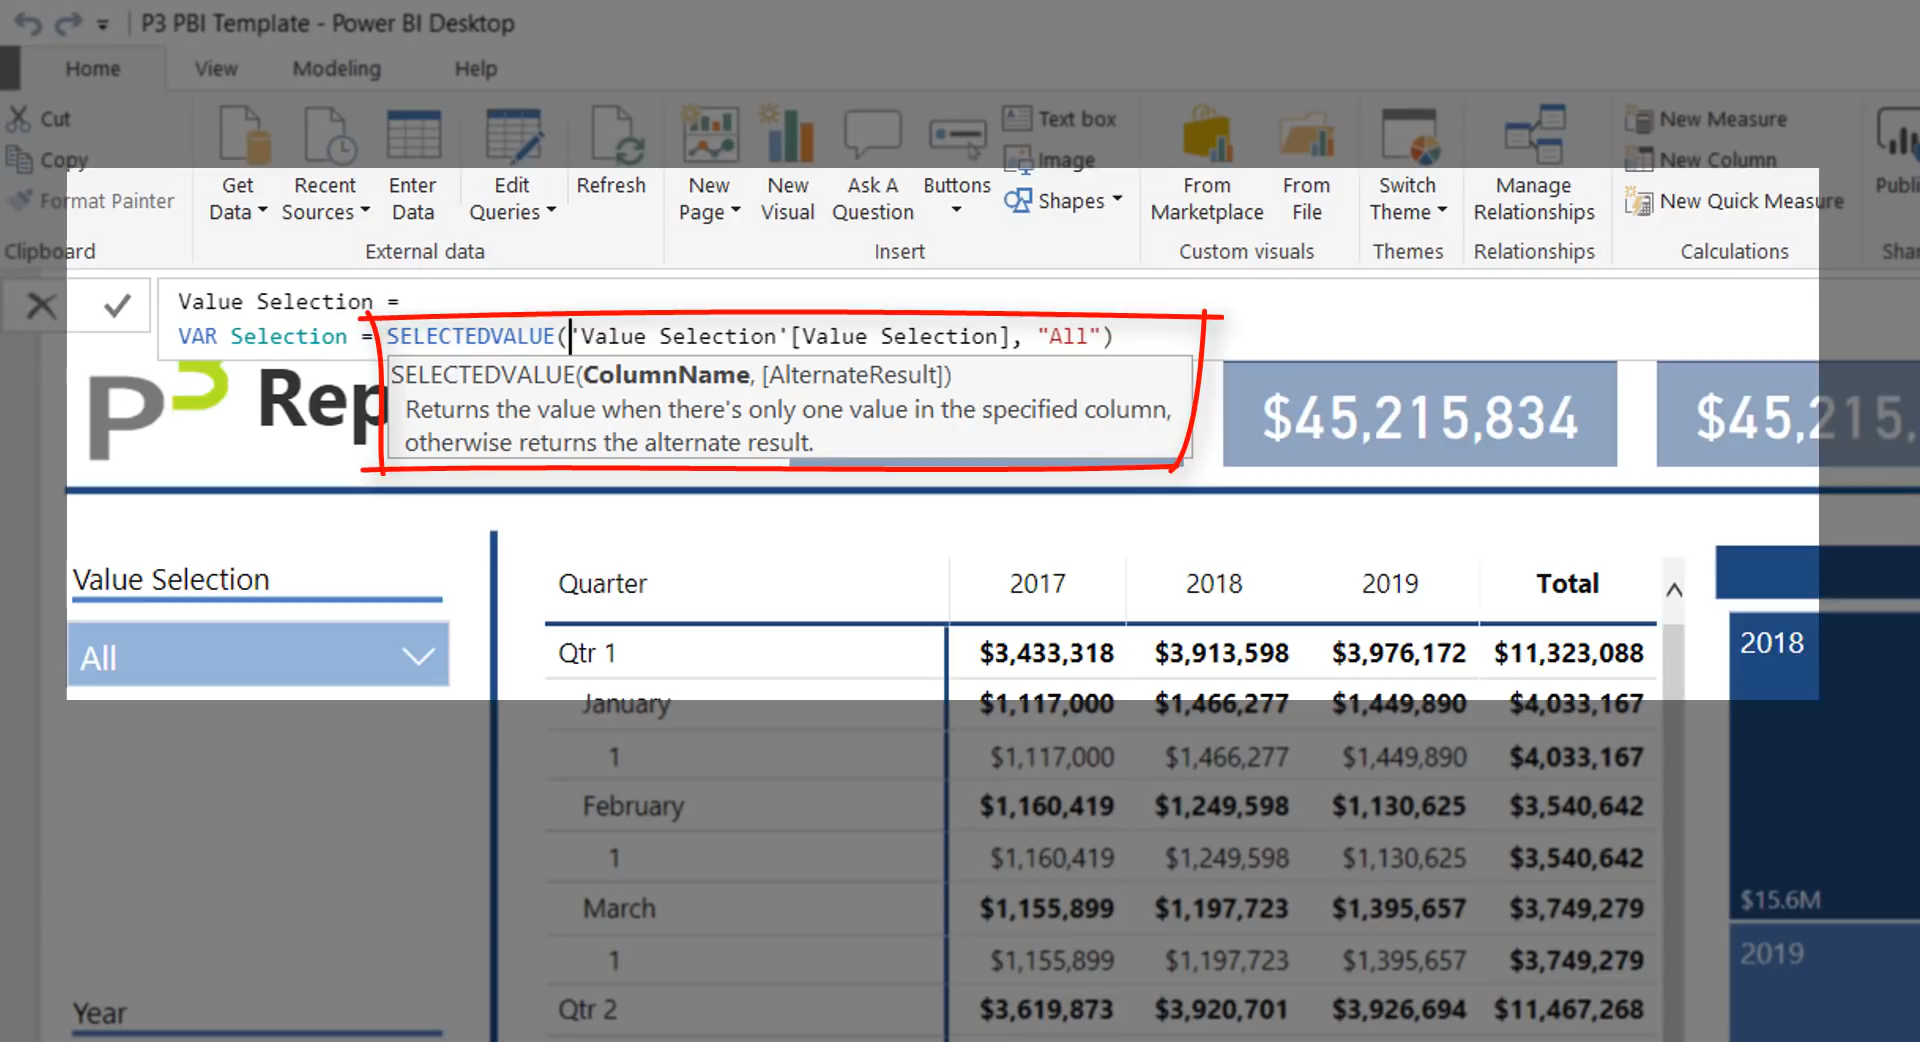 P3 PBI Template - Power BI Desktop
Home View Modeling Help
Cut
Copy
Format Painter
Clipboard
Get Data
Recent Sources
Enter Data
Edit Queries
Refresh
External data
New Page
New Visual
Ask A Question
Buttons
Text box
Image
Shapes
Insert
From Marketplace
From File
Custom visuals
Switch Theme
Themes
Manage Relationships
Relationships
New Measure
New Column
New Quick Measure
Calculations
Publi
Shar
Value Selection =
VAR Selection = SELECTEDVALUE('Value Selection'[Value Selection], "All")
SELECTEDVALUE(ColumnName, [AlternateResult])
Returns the value when there's only one value in the specified column,
otherwise returns the alternate result.
P3 Rep
$45,215,834
$45,215,
Value Selection
All
Year
Quarter 2017 2018 2019 Total
Qtr 1 $3,433,318 $3,913,598 $3,976,172 $11,323,088
January $1,117,000 $1,466,277 $1,449,890 $4,033,167
1 $1,117,000 $1,466,277 $1,449,890 $4,033,167
February $1,160,419 $1,249,598 $1,130,625 $3,540,642
1 $1,160,419 $1,249,598 $1,130,625 $3,540,642
March $1,155,899 $1,197,723 $1,395,657 $3,749,279
1 $1,155,899 $1,197,723 $1,395,657 $3,749,279
Qtr 2 $3,619,873 $3,920,701 $3,926,694 $11,467,268
2018
$15.6M
2019